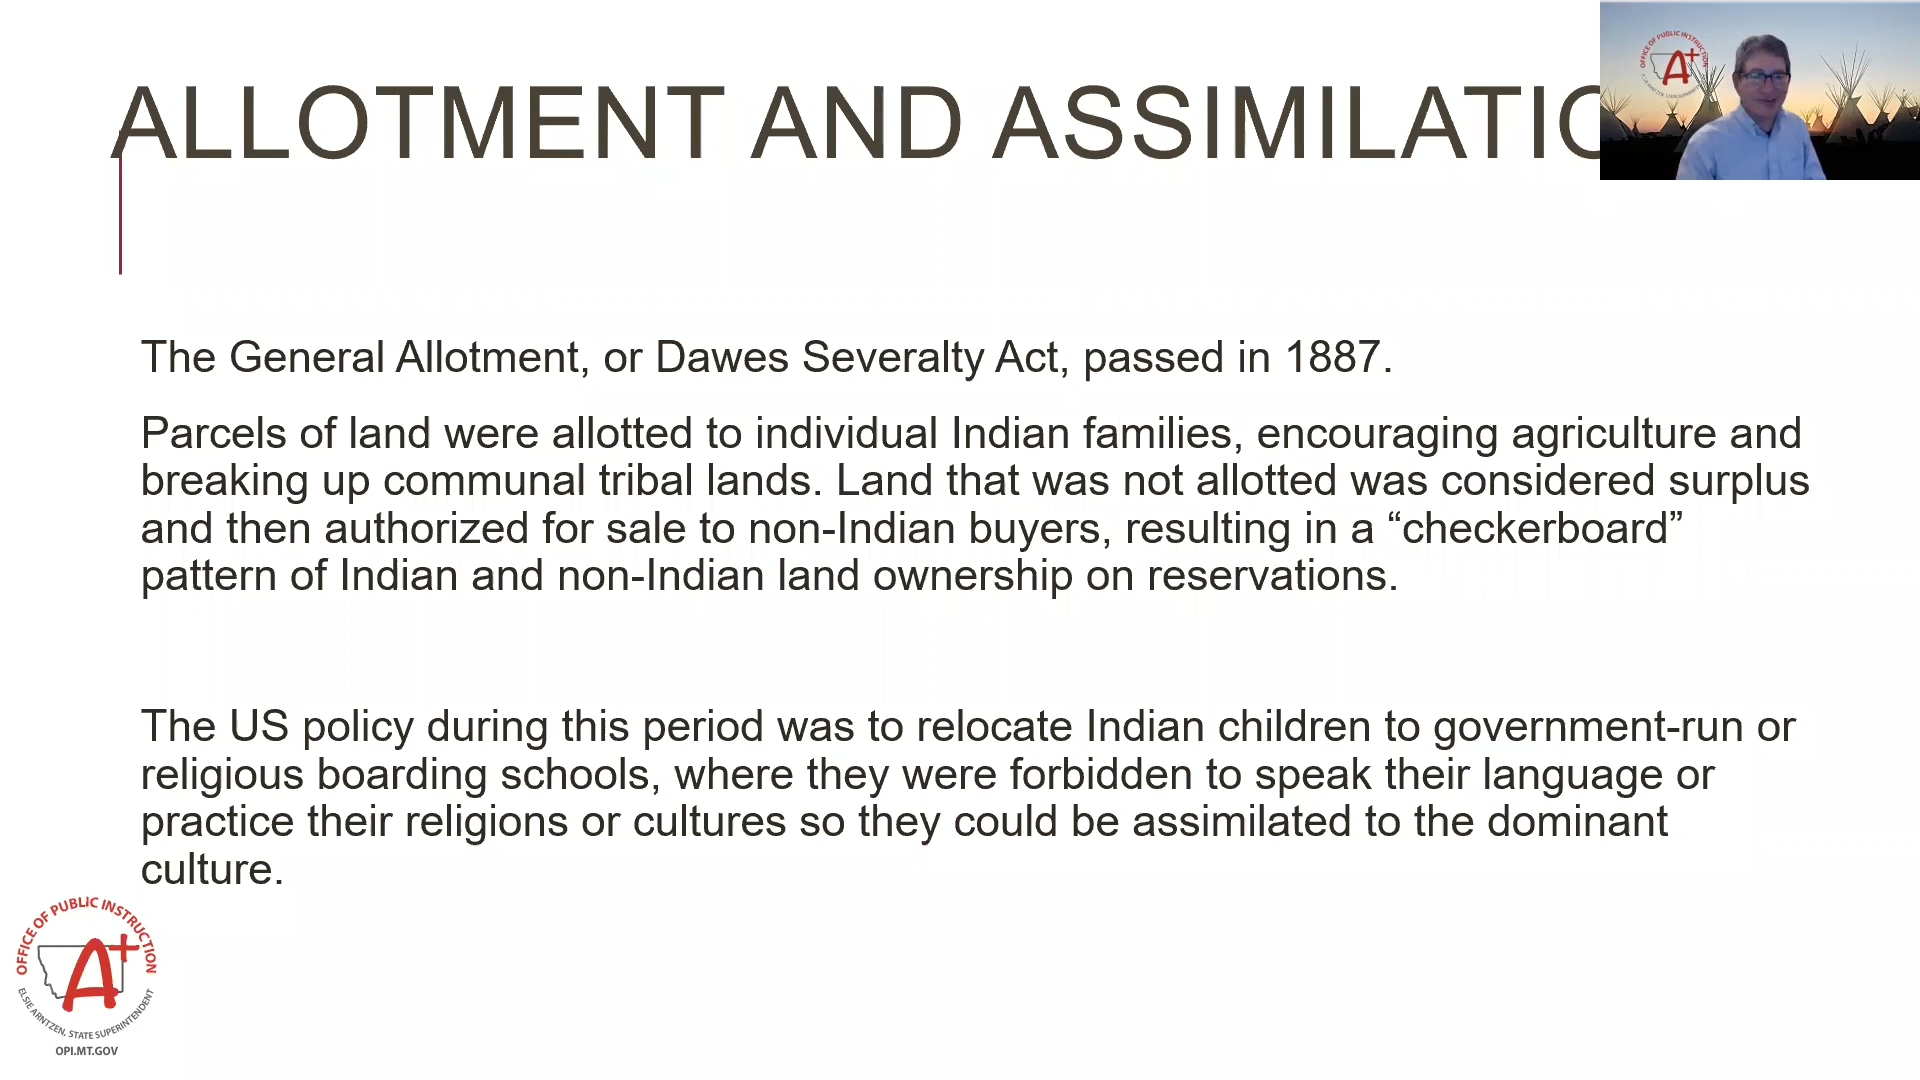 ALLOTMENT AND ASSIMILATIO
The General Allotment, or Dawes Severalty Act, passed in 1887.
Parcels of land were allotted to individual Indian families, encouraging agriculture and
breaking up communal tribal lands. Land that was not allotted was considered surplus
and then authorized for sale to non-Indian buyers, resulting in a “checkerboard”
pattern of Indian and non-Indian land ownership on reservations.
The US policy during this period was to relocate Indian children to government-run or
religious boarding schools, where they were forbidden to speak their language or
practice their religions or cultures so they could be assimilated to the dominant
culture.
OFFICE OF PUBLIC INSTRUCTION
A+
ELSIE ARNTZEN, STATE SUPERINTENDENT
OPI.MT.GOV
OFFICE OF PUBLIC INSTRUCTION
A+